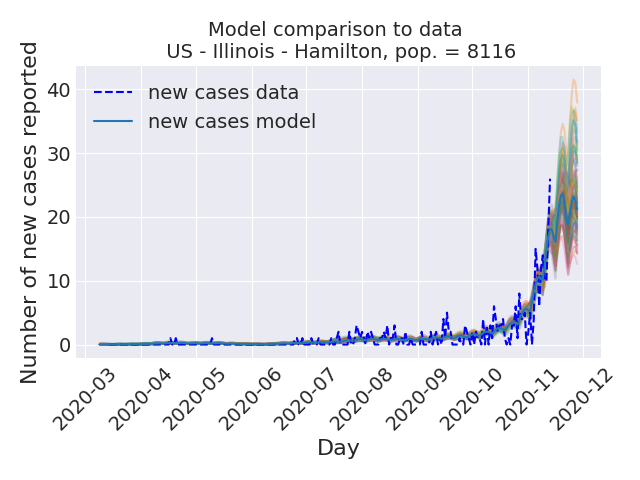 Model comparison to data
US - Illinois - Hamilton, pop. = 8116
new cases data
new cases model
Number of new cases reported
40
30
20
10
0
2020-03
2020-04
2020-05
2020-06
2020-07
2020-08
2020-09
2020-10
2020-11
2020-12
Day